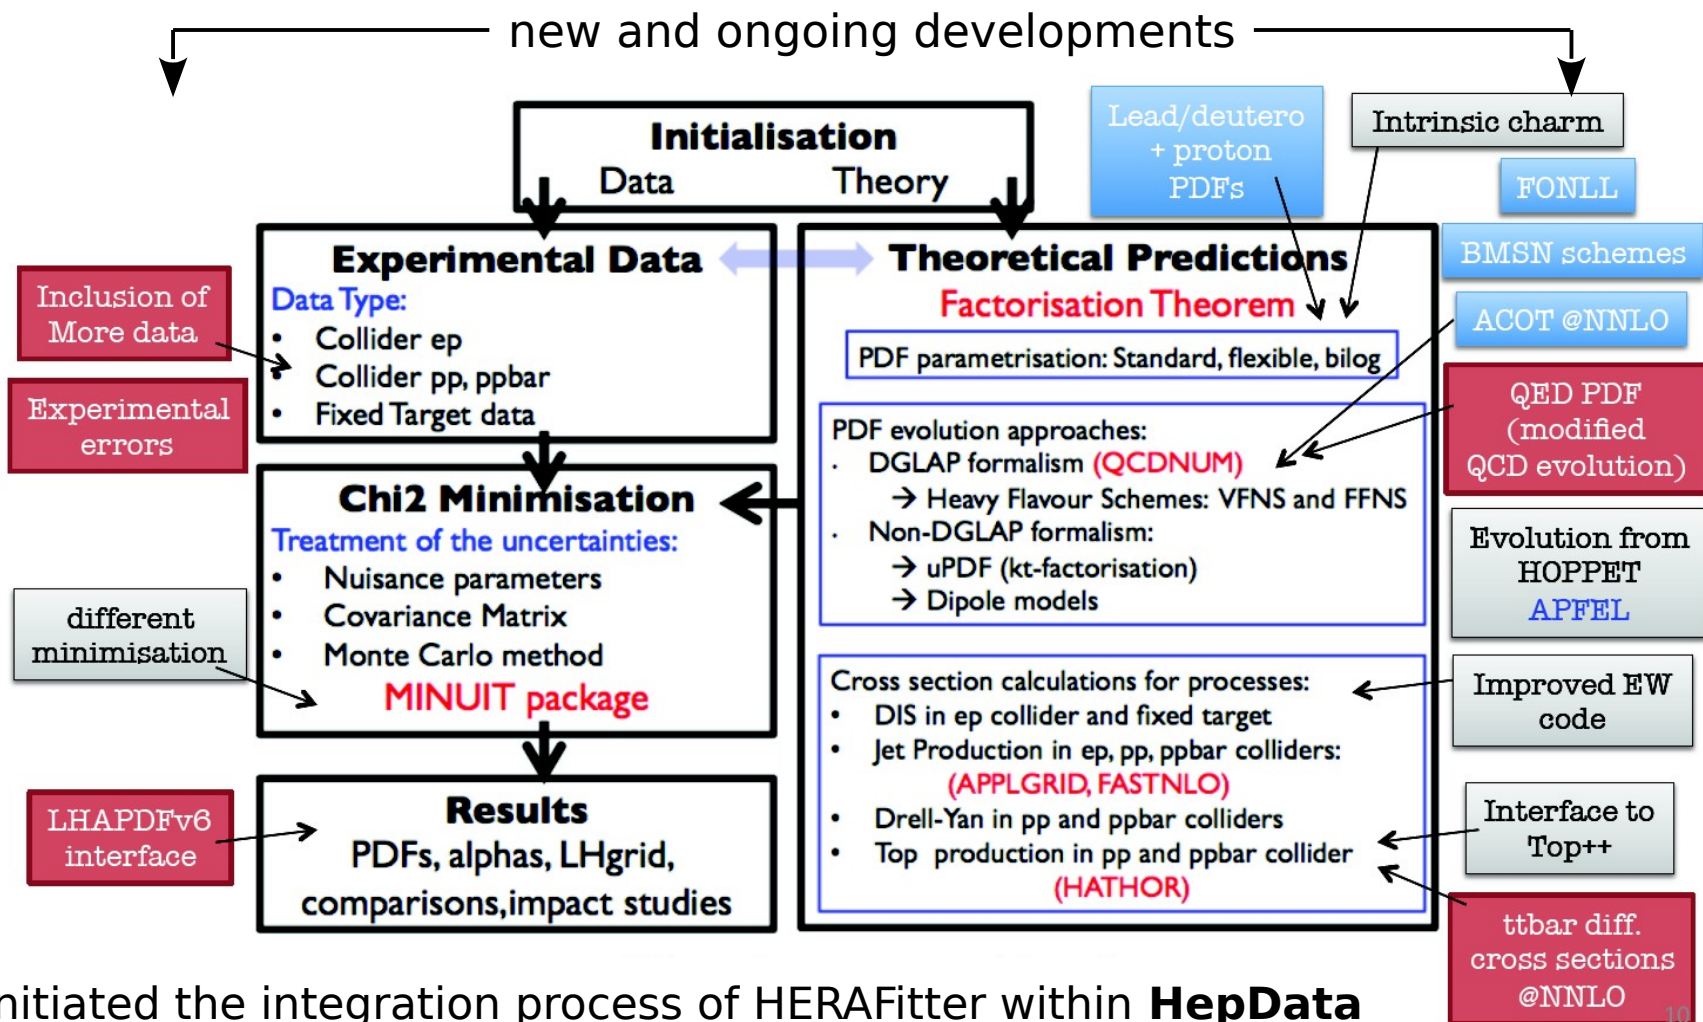 new and ongoing developments
Initialisation
Data Theory
Lead/deutero
+ proton
PDFs
Intrinsic charm
FONLL
BMSN schemes
ACOT @NNLO
QED PDF
(modified
QCD evolution)
Evolution from
HOPPET
APFEL
Improved EW
code
Interface to
Top++
ttbar diff.
cross sections
@NNLO
Inclusion of
More data
Experimental
errors
different
minimisation
LHAPDFv6
interface
Experimental Data
Data Type:
• Collider ep
• Collider pp, ppbar
• Fixed Target data
Chi2 Minimisation
Treatment of the uncertainties:
• Nuisance parameters
• Covariance Matrix
• Monte Carlo method
MINUIT package
Results
PDFs, alphas, LHgrid,
comparisons,impact studies
Theoretical Predictions
Factorisation Theorem
PDF parametrisation: Standard, flexible, bilog
PDF evolution approaches:
· DGLAP formalism (QCDNUM)
→ Heavy Flavour Schemes: VFNS and FFNS
· Non-DGLAP formalism:
→ uPDF (kt-factorisation)
→ Dipole models
Cross section calculations for processes:
• DIS in ep collider and fixed target
• Jet Production in ep, pp, ppbar colliders:
(APPLGRID, FASTNLO)
• Drell-Yan in pp and ppbar colliders
• Top production in pp and ppbar collider
(HATHOR)
nitiated the integration process of HERAFitter within HepData
10